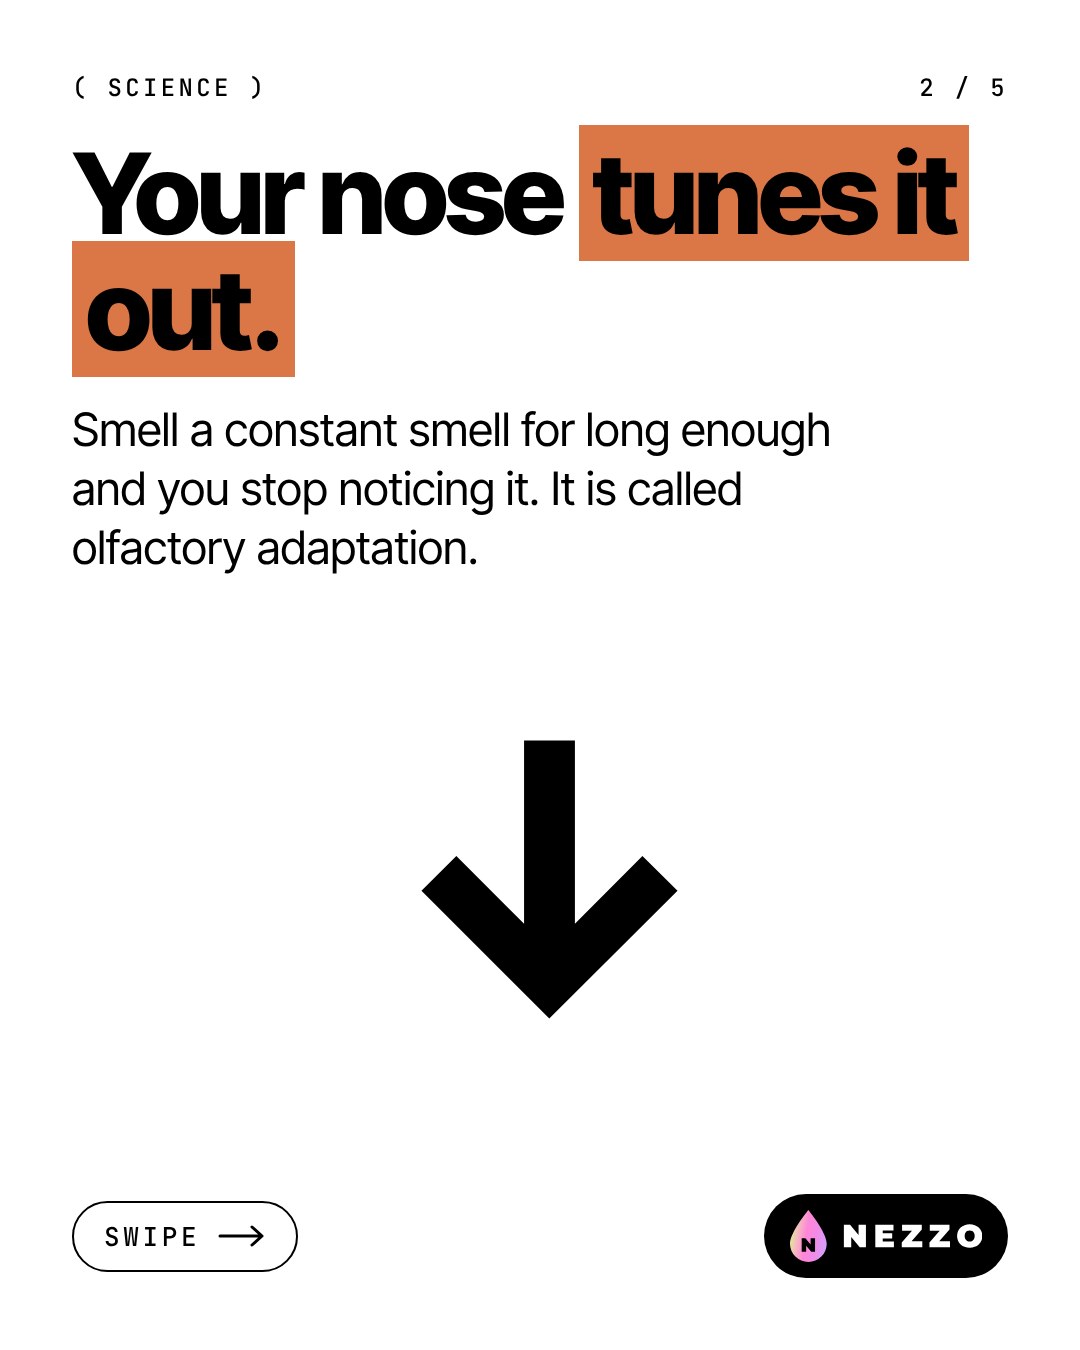 ( SCIENCE )
2 / 5
Your nose tunes it
out.
Smell a constant smell for long enough
and you stop noticing it. It is called
olfactory adaptation.
SWIPE →
N NEZZO